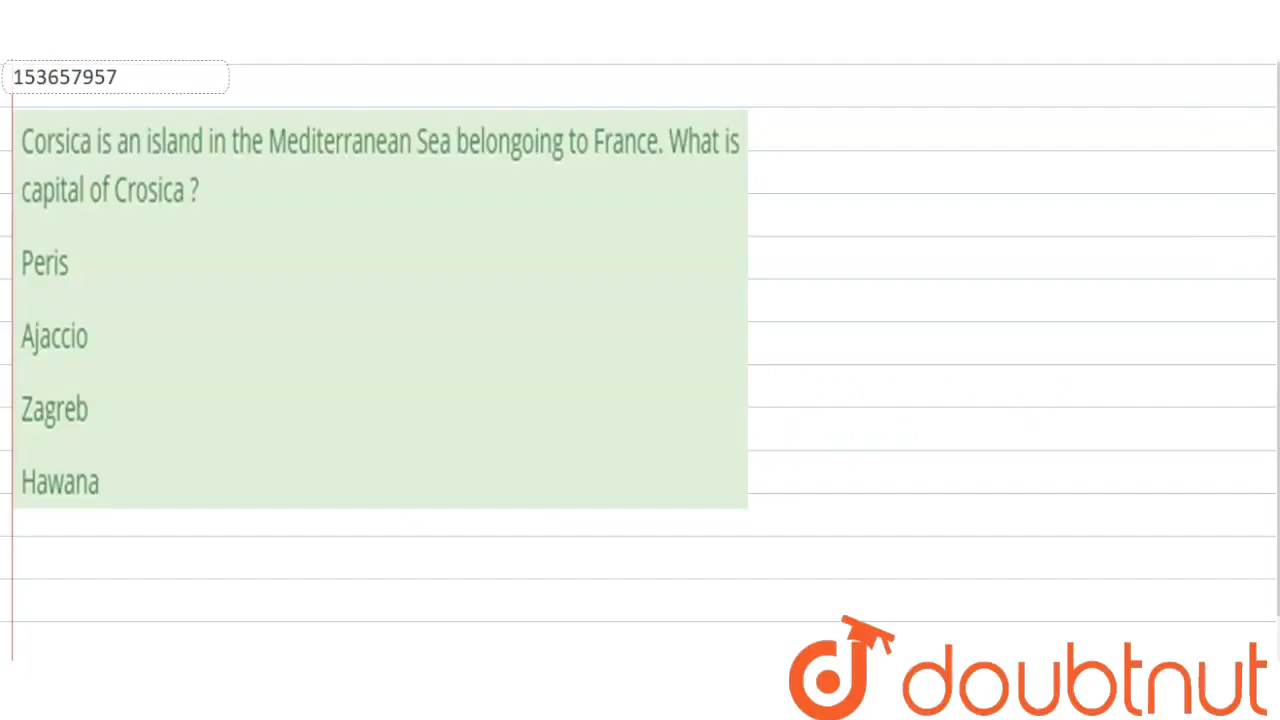 153657957
Corsica is an island in the Mediterranean Sea belongoing to France. What is
capital of Crosica ?
Peris
Ajaccio
Zagreb
Hawana
doubtnut